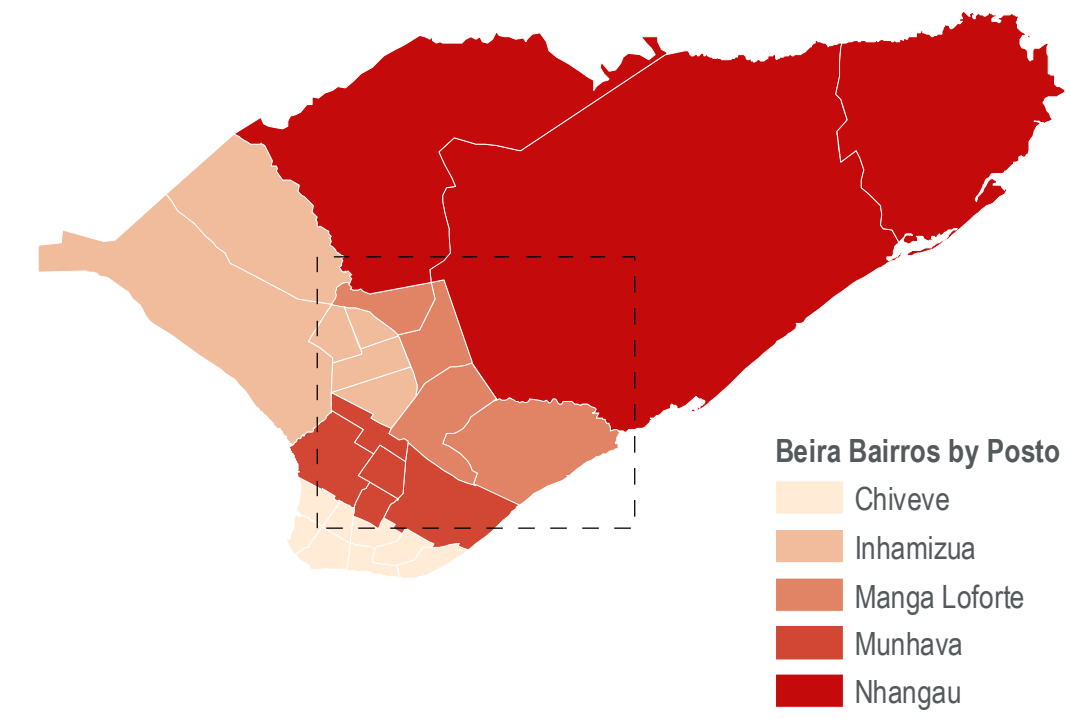 Beira Bairros by Posto
Chiveve
Inhamizua
Manga Loforte
Munhava
Nhangau